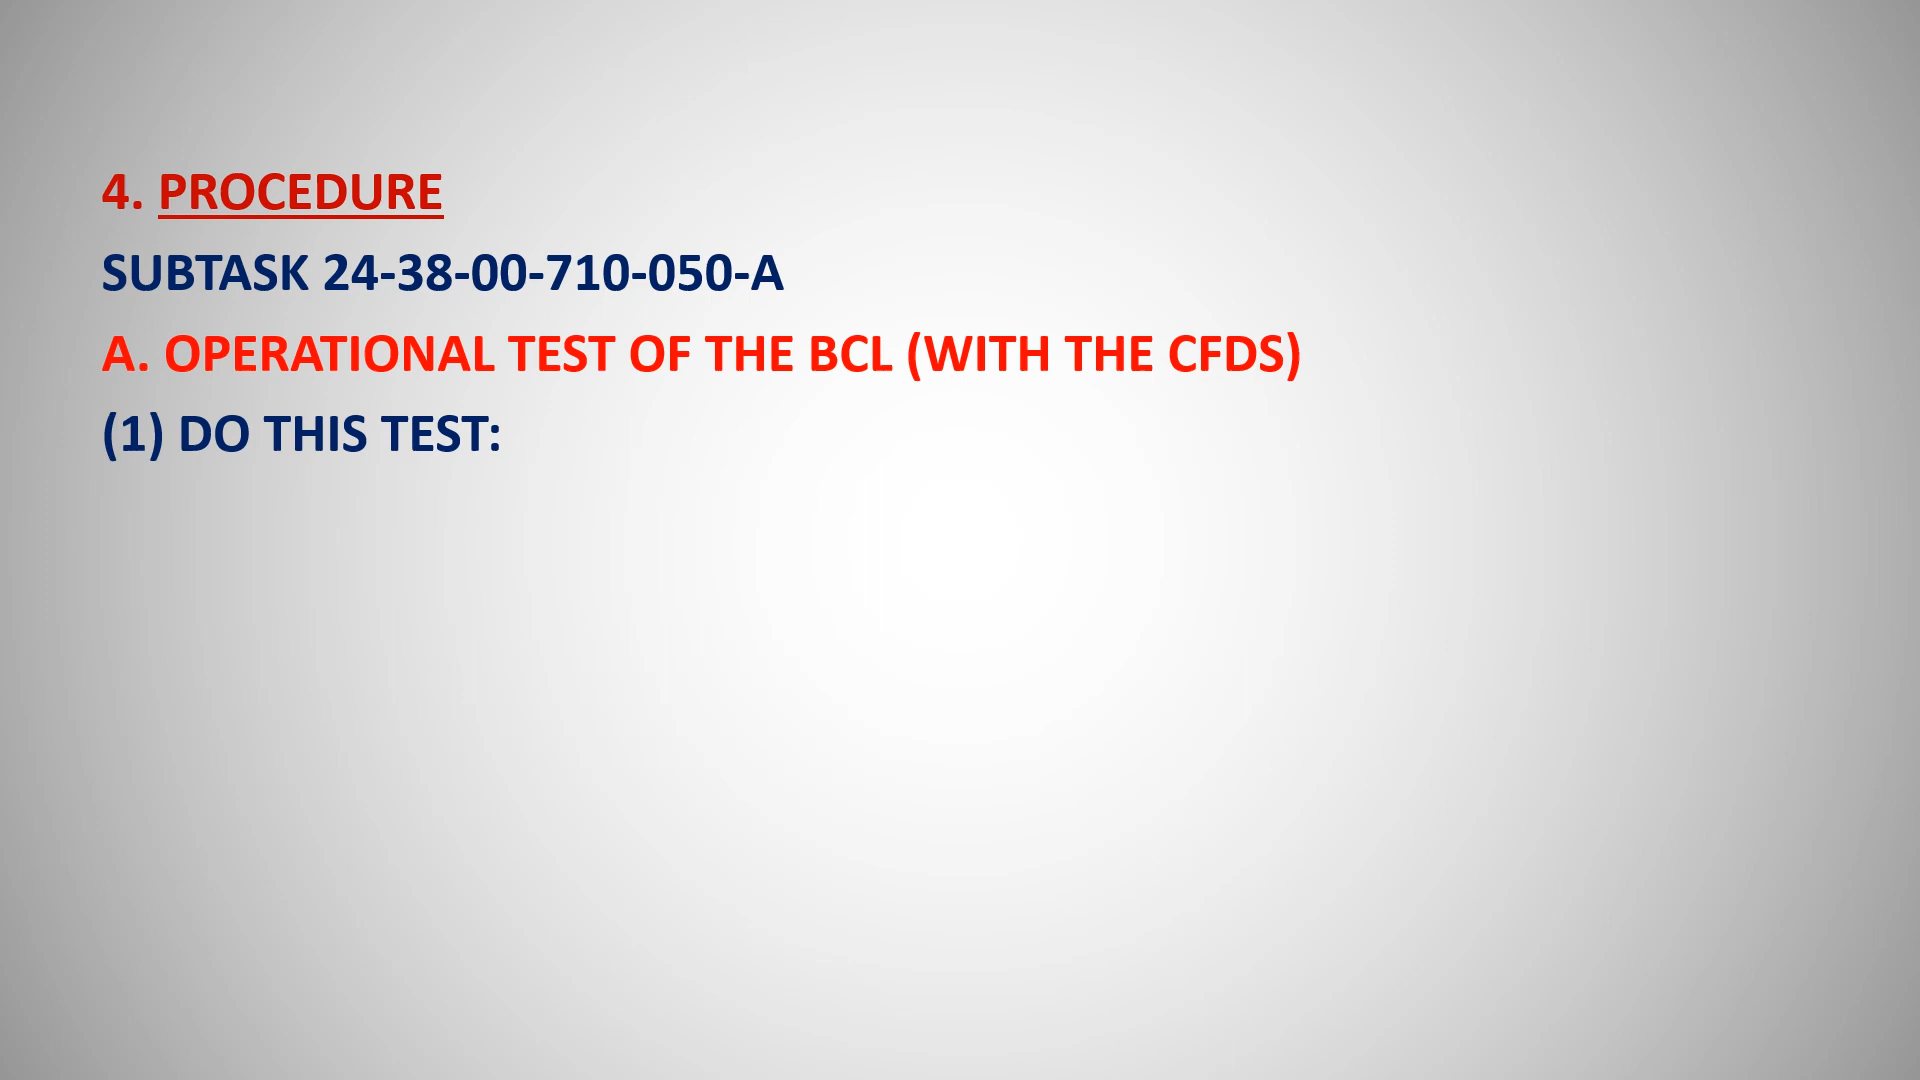 4. PROCEDURE
SUBTASK 24-38-00-710-050-A
A. OPERATIONAL TEST OF THE BCL (WITH THE CFDS)
(1) DO THIS TEST: